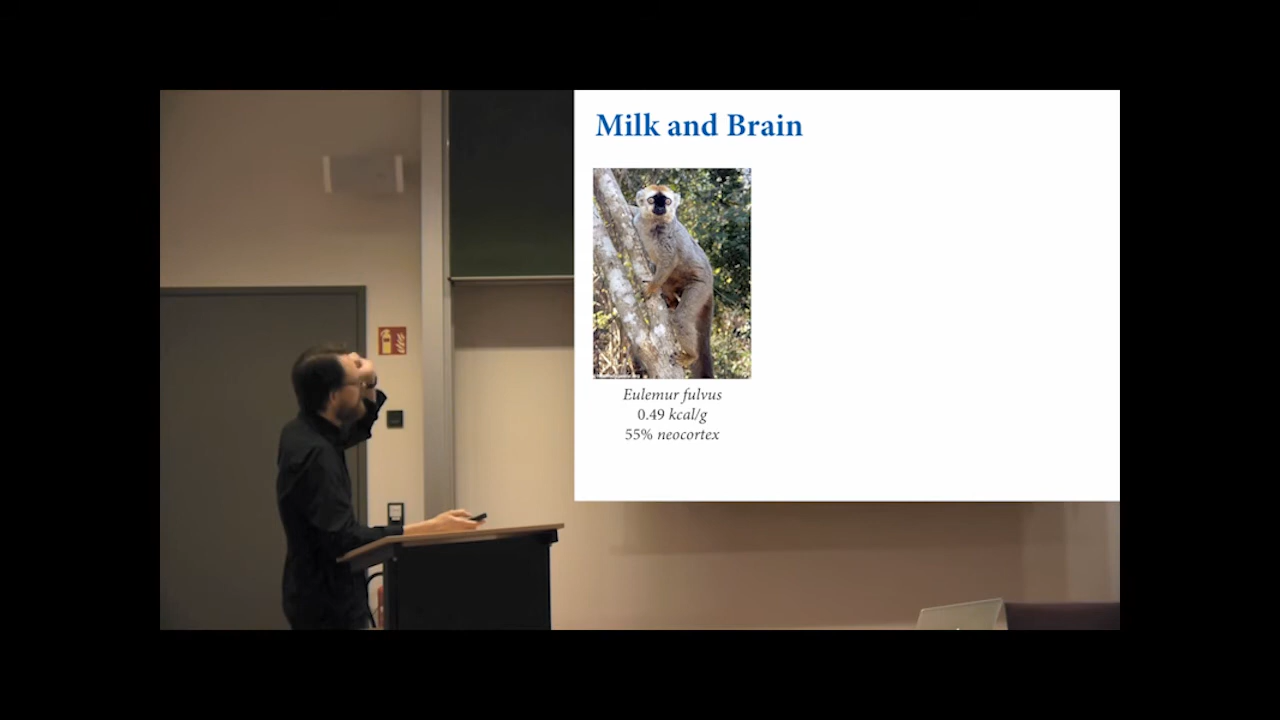 Milk and Brain
Eulemur fulvus
0.49 kcal/g
55% neocortex